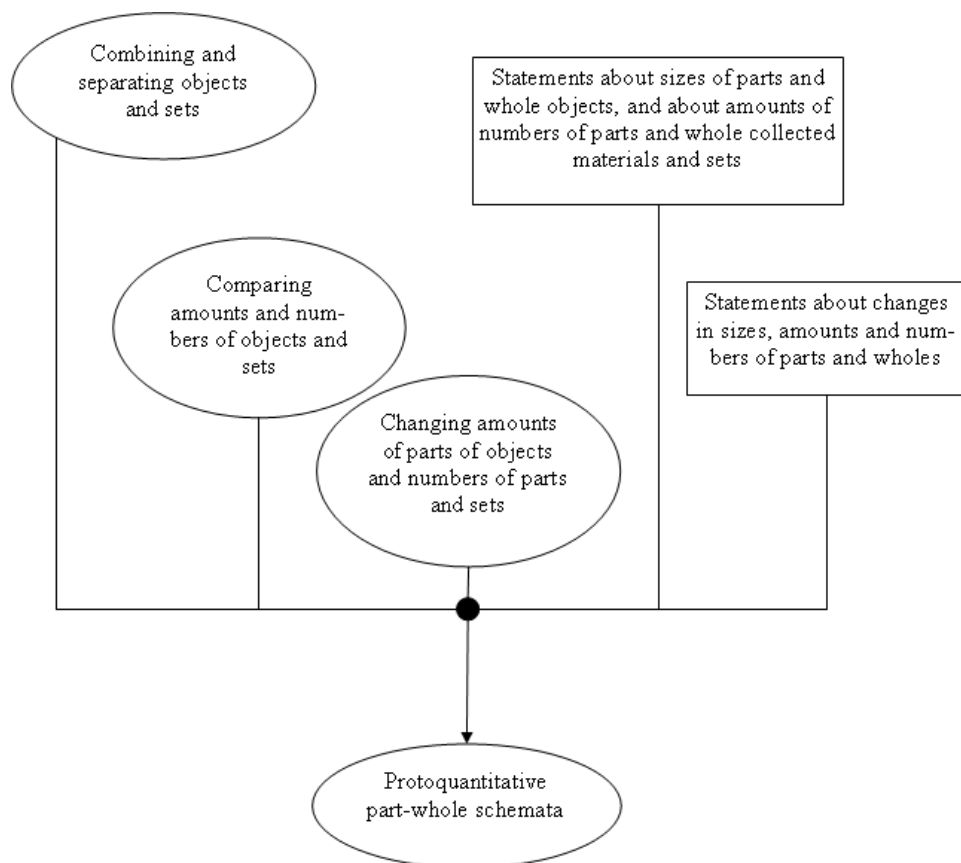 Combining and
separating objects
and sets
Statements about sizes of parts and
whole objects, and about amounts of
numbers of parts and whole collected
materials and sets
Comparing
amounts and num-
bers of objects and
sets
Statements about changes
in sizes, amounts and num-
bers of parts and wholes
Changing amounts
of parts of objects
and numbers of parts
and sets
Protoquantitative
part-whole schemata